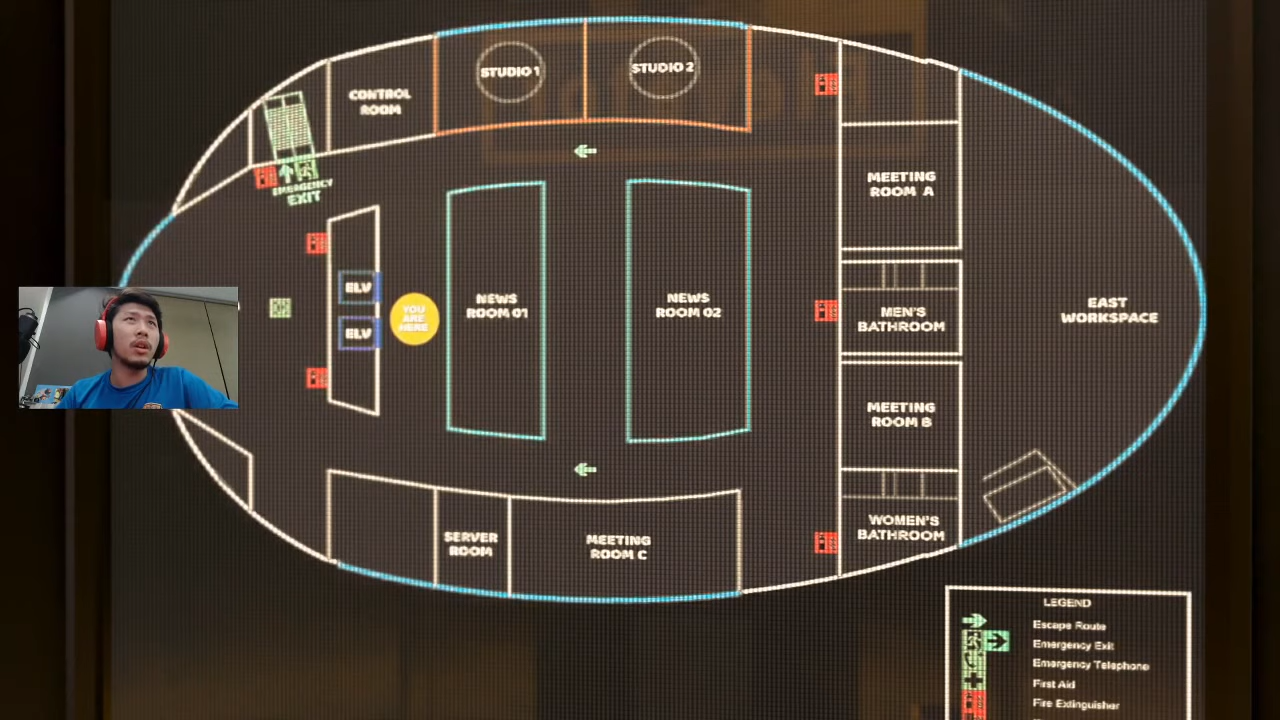 STUDIO 1
STUDIO 2
CONTROL
ROOM
EMERGENCY
EXIT
MEETING
ROOM A
ELV
ELV
YOU
ARE
HERE
NEWS
ROOM 01
NEWS
ROOM 02
MEN'S
BATHROOM
EAST
WORKSPACE
MEETING
ROOM B
SERVER
ROOM
MEETING
ROOM C
WOMEN'S
BATHROOM
LEGEND
Escape Route
Emergency Exit
Emergency Telephone
First Aid
Fire Extinguisher